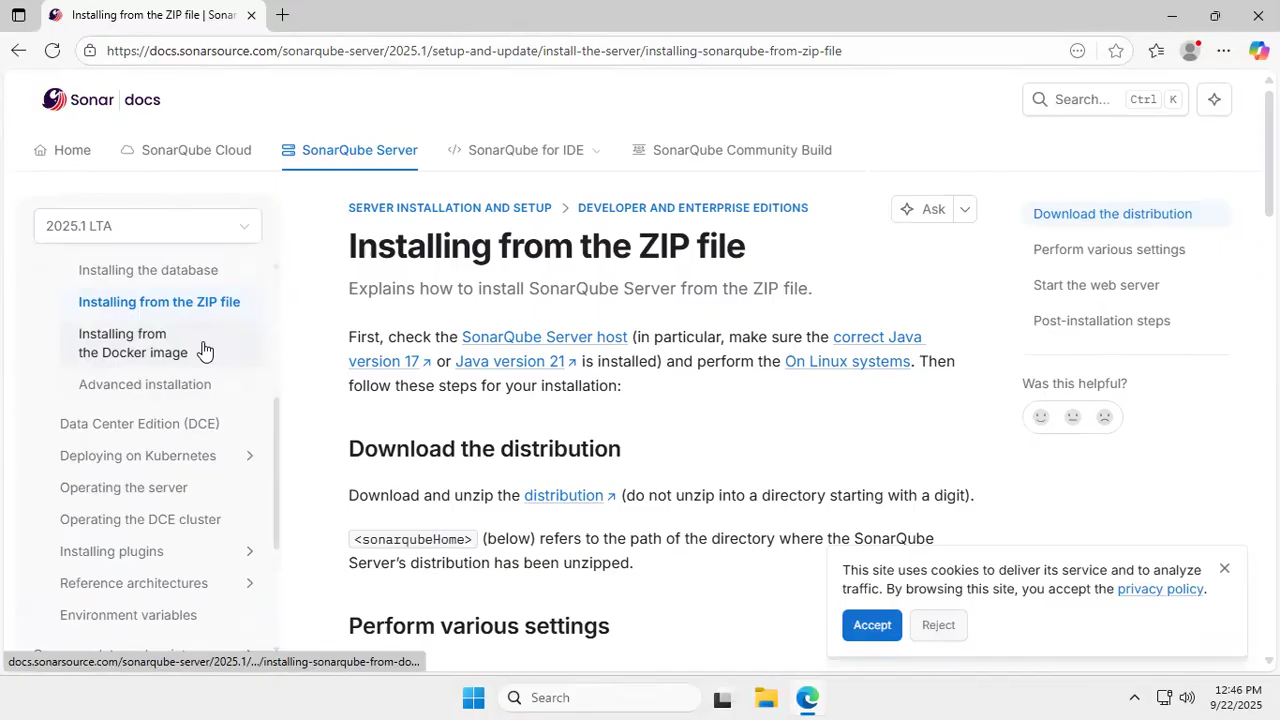 Installing from the ZIP file | Sonar
https://docs.sonarsource.com/sonarqube-server/2025.1/setup-and-update/install-the-server/installing-sonarqube-from-zip-file
Sonar docs
Search... Ctrl K
Home
SonarQube Cloud
SonarQube Server
SonarQube for IDE
SonarQube Community Build
2025.1 LTA
Installing the database
Installing from the ZIP file
Installing from
the Docker image
Advanced installation
Data Center Edition (DCE)
Deploying on Kubernetes
Operating the server
Operating the DCE cluster
Installing plugins
Reference architectures
Environment variables
docs.sonarsource.com/sonarqube-server/2025.1/.../installing-sonarqube-from-do...
SERVER INSTALLATION AND SETUP > DEVELOPER AND ENTERPRISE EDITIONS
Ask
Installing from the ZIP file
Explains how to install SonarQube Server from the ZIP file.
First, check the SonarQube Server host (in particular, make sure the correct Java
version 17 or Java version 21 is installed) and perform the On Linux systems. Then
follow these steps for your installation:
Download the distribution
Download and unzip the distribution (do not unzip into a directory starting with a digit).
<sonarqubeHome> (below) refers to the path of the directory where the SonarQube
Server's distribution has been unzipped.
Perform various settings
Download the distribution
Perform various settings
Start the web server
Post-installation steps
Was this helpful?
This site uses cookies to deliver its service and to analyze
traffic. By browsing this site, you accept the privacy policy.
Accept
Reject
Search
12:46 PM
9/22/2025